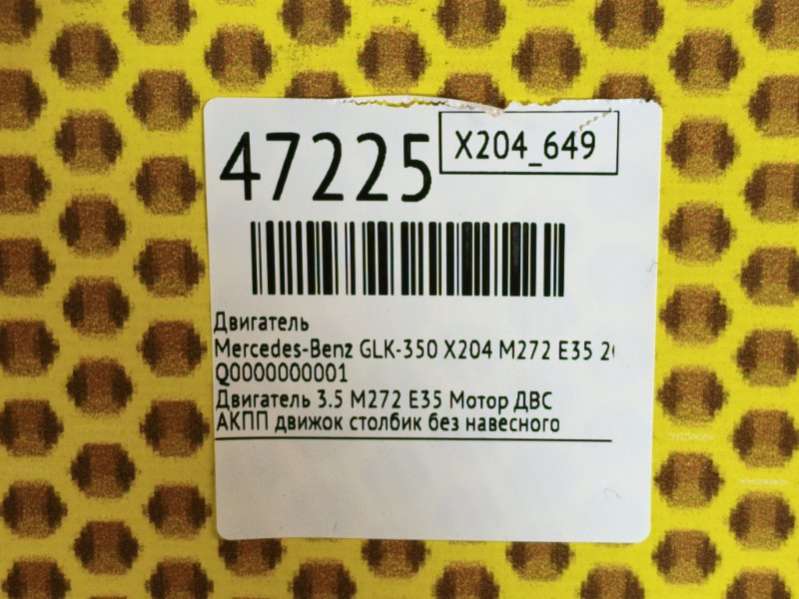 47225
X204_649
Двигатель
Mercedes-Benz GLK-350 X204 M272 E35
Q0000000001
Двигатель 3.5 M272 E35 Мотор ДВС
АКПП движок столбик без навесного